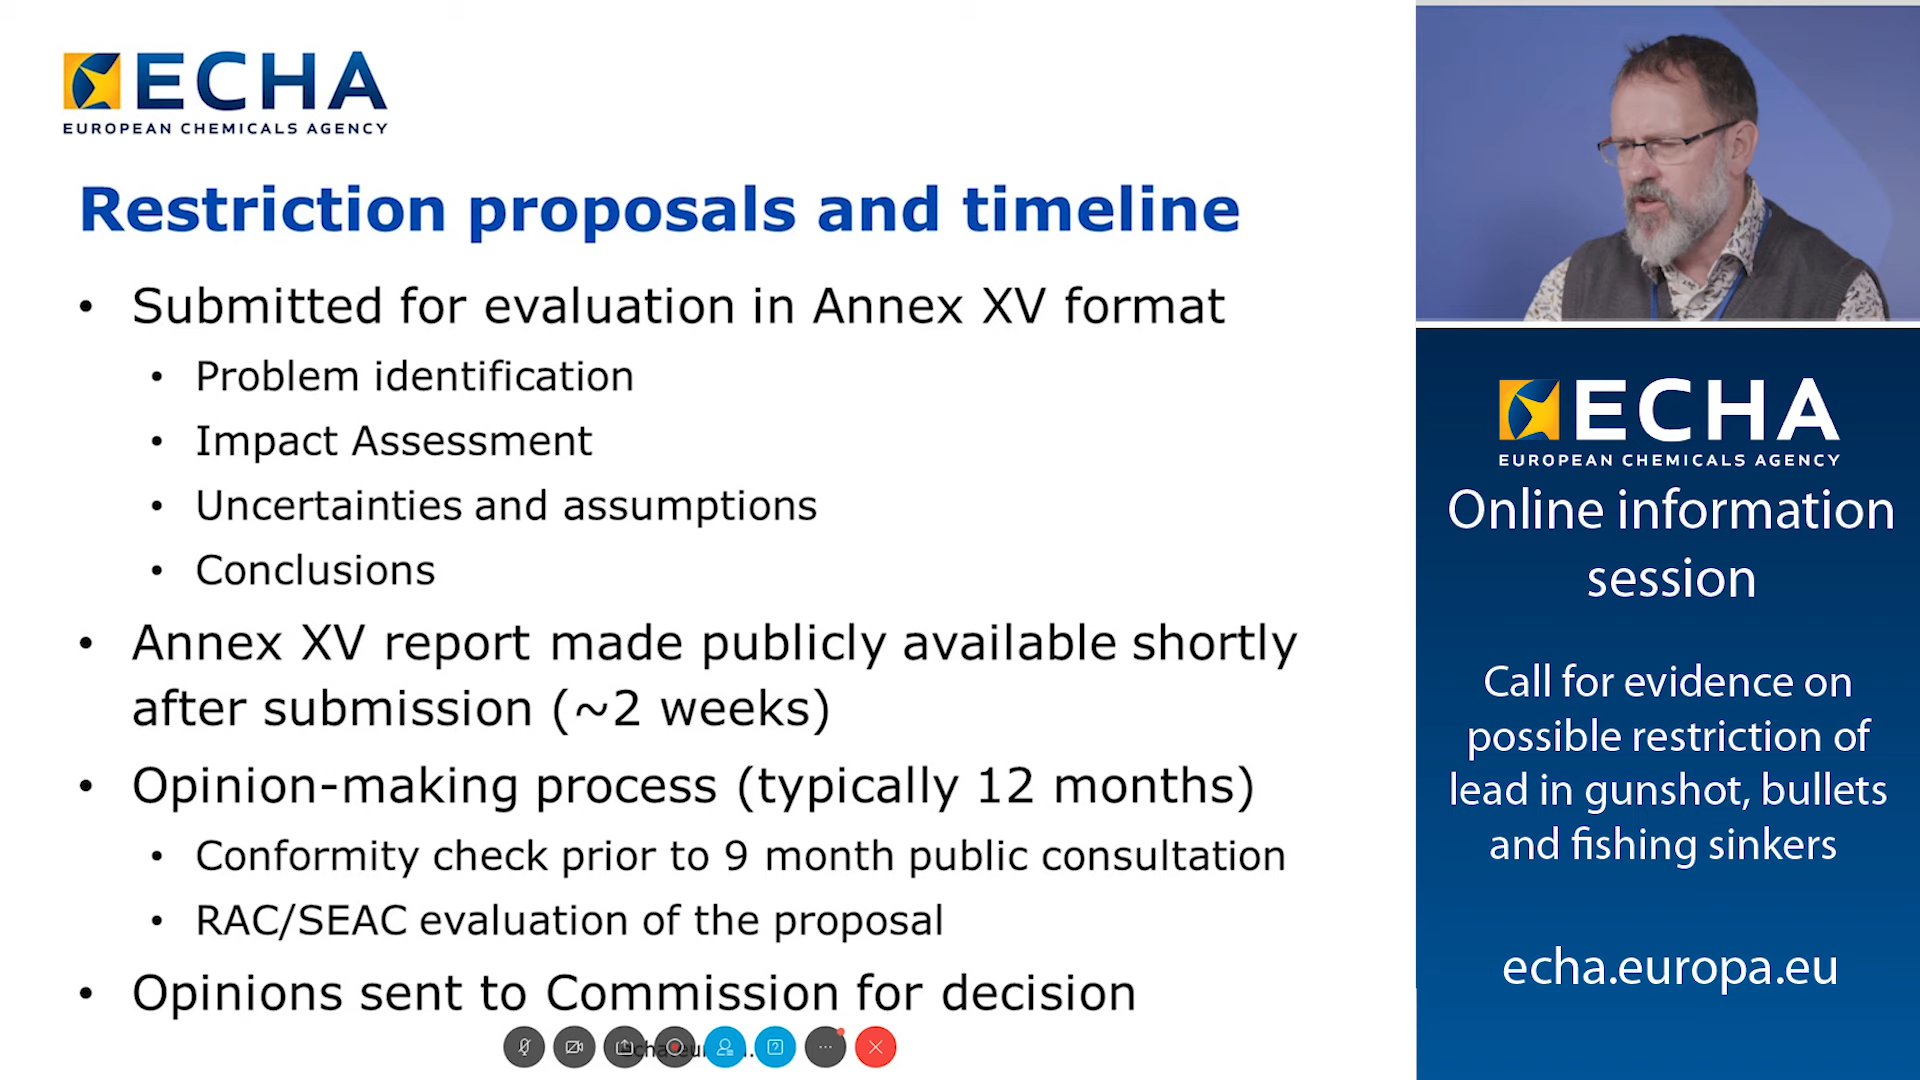 ECHA
EUROPEAN CHEMICALS AGENCY
Restriction proposals and timeline
• Submitted for evaluation in Annex XV format
• Problem identification
• Impact Assessment
• Uncertainties and assumptions
• Conclusions
• Annex XV report made publicly available shortly
after submission (~2 weeks)
• Opinion-making process (typically 12 months)
• Conformity check prior to 9 month public consultation
• RAC/SEAC evaluation of the proposal
• Opinions sent to Commission for decision
ECHA
EUROPEAN CHEMICALS AGENCY
Online information
session
Call for evidence on
possible restriction of
lead in gunshot, bullets
and fishing sinkers
echa.europa.eu